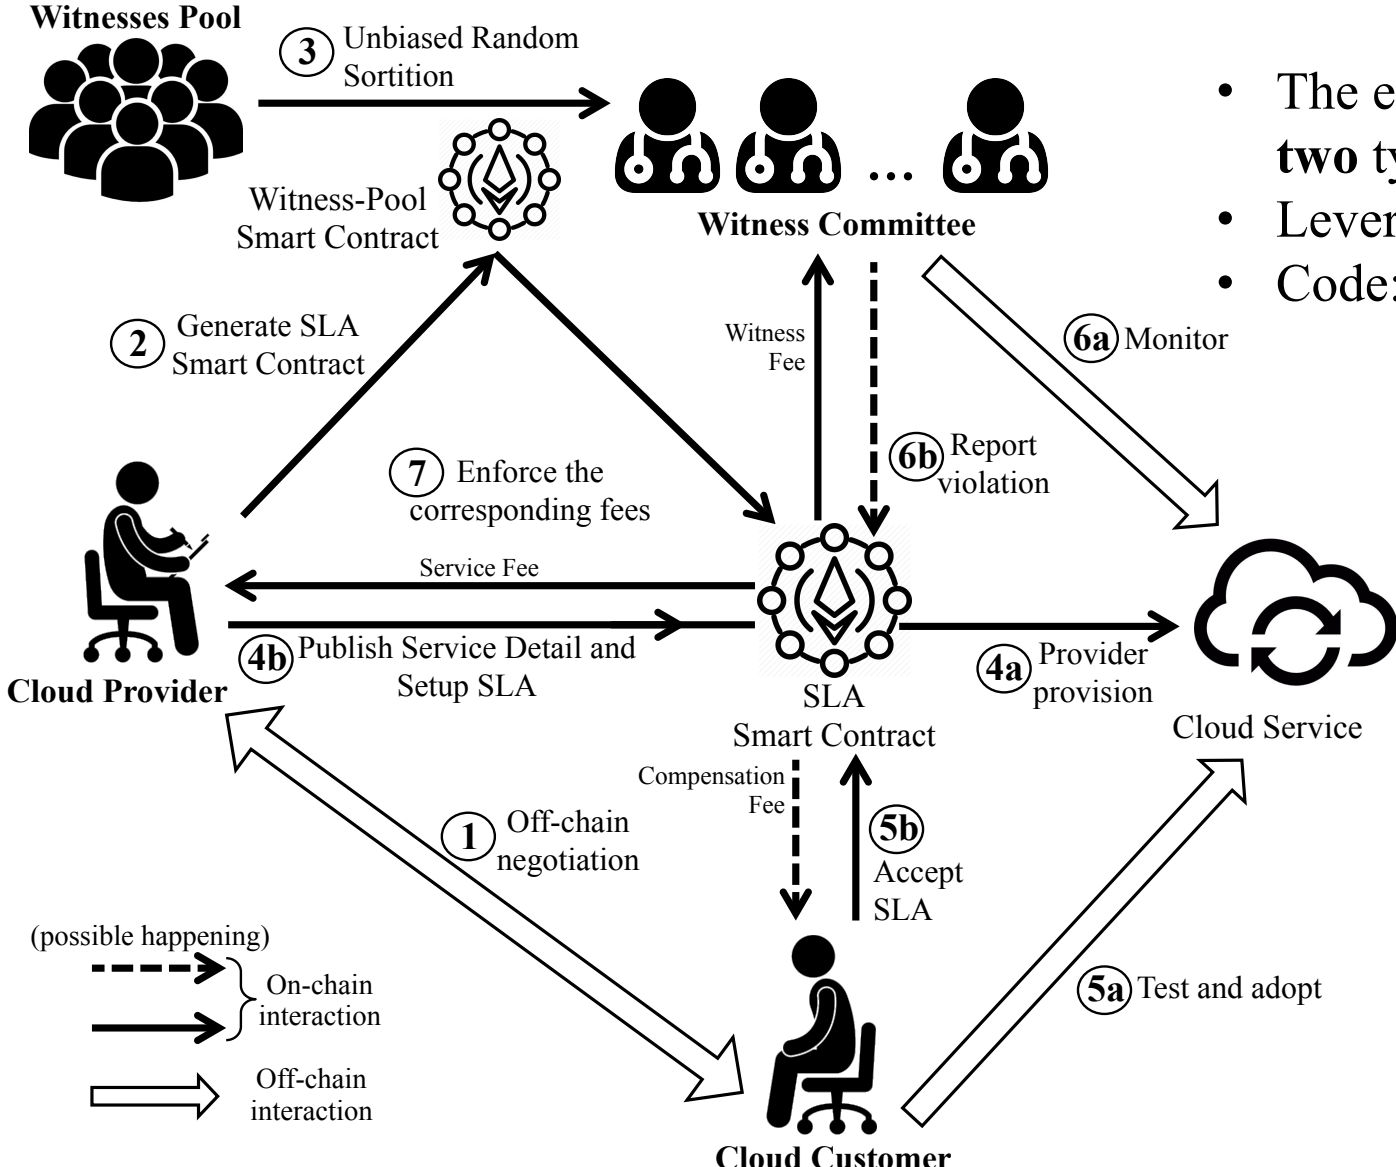 Witnesses Pool
3 Unbiased Random
Sortition
Witness-Pool
Smart Contract
...
Witness Committee
• The e
two ty
• Lever
• Code:
2 Generate SLA
Smart Contract
Witness
Fee
6a Monitor
6b Report
violation
7 Enforce the
corresponding fees
Service Fee
4b Publish Service Detail and
Setup SLA
Cloud Provider
SLA
Smart Contract
4a Provider
provision
Cloud Service
Compensation
Fee
1 Off-chain
negotiation
5b
Accept
SLA
5a Test and adopt
(possible happening)
On-chain
interaction
Off-chain
interaction
Cloud Customer